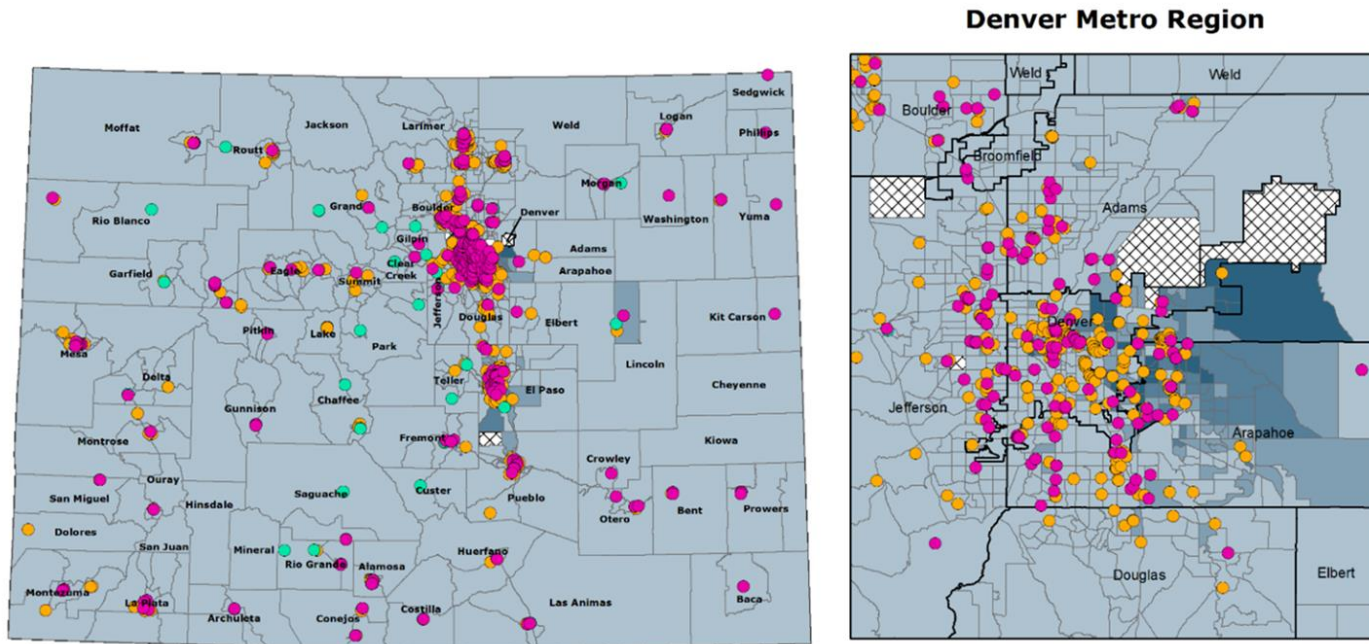 Denver Metro Region
Sedgwick
Moffat
Jackson
Larimer
Weld
Logan
Phillips
Routt
Morgan
Washington
Yuma
Rio Blanco
Grand
Boulder
Denver
Gilpin
Adams
Garfield
Eagle
Clear
Creek
Summit
Arapahoe
Jefferson
Douglas
Elbert
Kit Carson
Pitkin
Lake
Park
Lincoln
Mesa
Delta
Teller
El Paso
Cheyenne
Gunnison
Chaffee
Montrose
Fremont
Kiowa
Crowley
Ouray
San Miguel
Hinsdale
Saguache
Custer
Pueblo
Otero
Bent
Prowers
Dolores
San Juan
Mineral
Rio Grande
Alamosa
Huerfano
Montezuma
La Plata
Archuleta
Conejos
Costilla
Las Animas
Baca
Weld
Weld
Boulder
Broomfield
Adams
Denver
Jefferson
Arapahoe
Douglas
Elbert